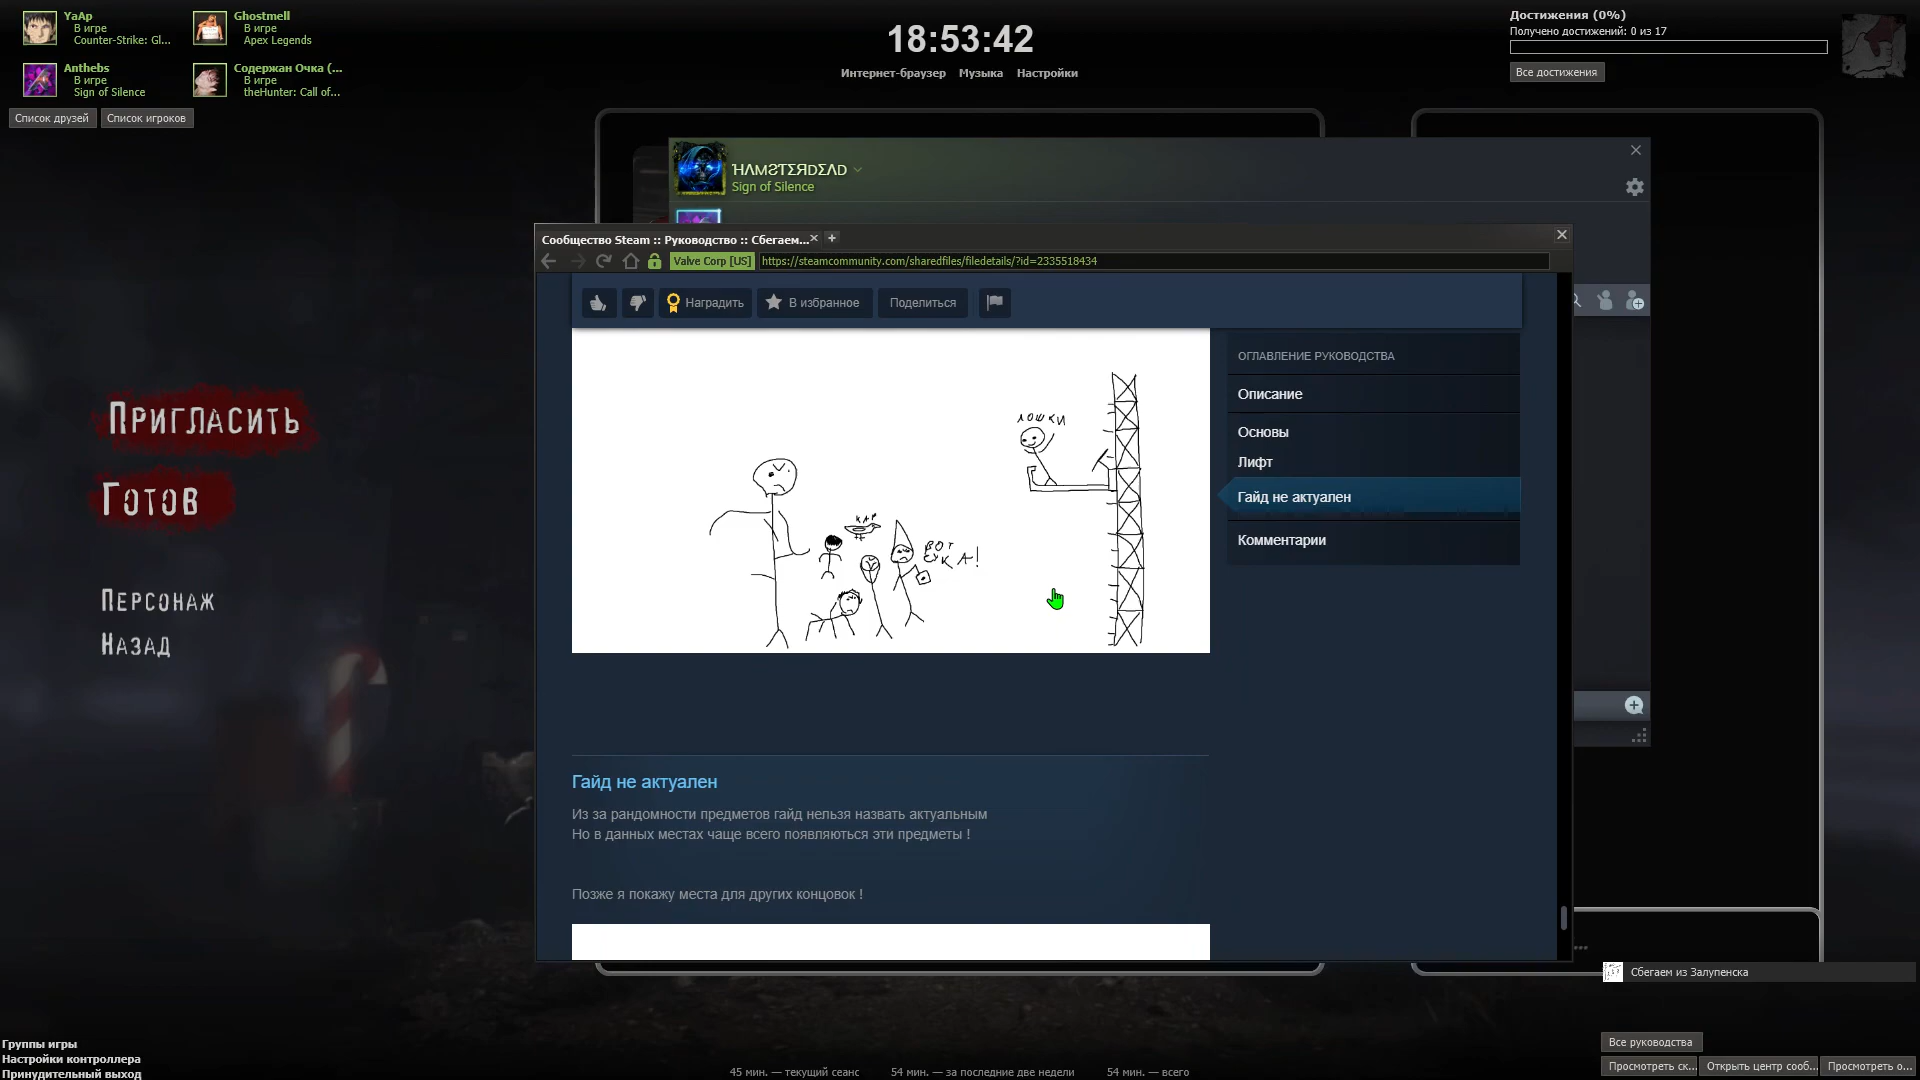 YaAp
В игре
Counter-Strike: Gl...
Ghostmell
В игре
Apex Legends
Anthebs
В игре
Sign of Silence
Содержан Очка (...
В игре
theHunter: Call of...
Список друзей
Список игроков
18:53:42
Интернет-браузер Музыка Настройки
Достижения (0%)
Получено достижений: 0 из 17
Все достижения
Sign of Silence
Сообщество Steam :: Руководство :: Сбегаем...
Valve Corp [US]
https://steamcommunity.com/sharedfiles/filedetails/?id=2335518434
Наградить
В избранное
Поделиться
ЛОШКИ
КАР
ВОТ
СУКА!
ОГЛАВЛЕНИЕ РУКОВОДСТВА
Описание
Основы
Лифт
Гайд не актуален
Комментарии
Пригласить
Готов
Персонаж
Назад
Гайд не актуален
Из за рандомности предметов гайд нельзя назвать актуальным
Но в данных местах чаще всего появляються эти предметы !
Позже я покажу места для других концовок !
Сбегаем из Залупенска
Все руководства
Просмотреть ск...
Открыть центр сооб...
Просмотреть о...
Группы игры
Настройки контроллера
Принудительный выход
45 мин. — текущий сеанс
54 мин. — за последние две недели
54 мин. — всего